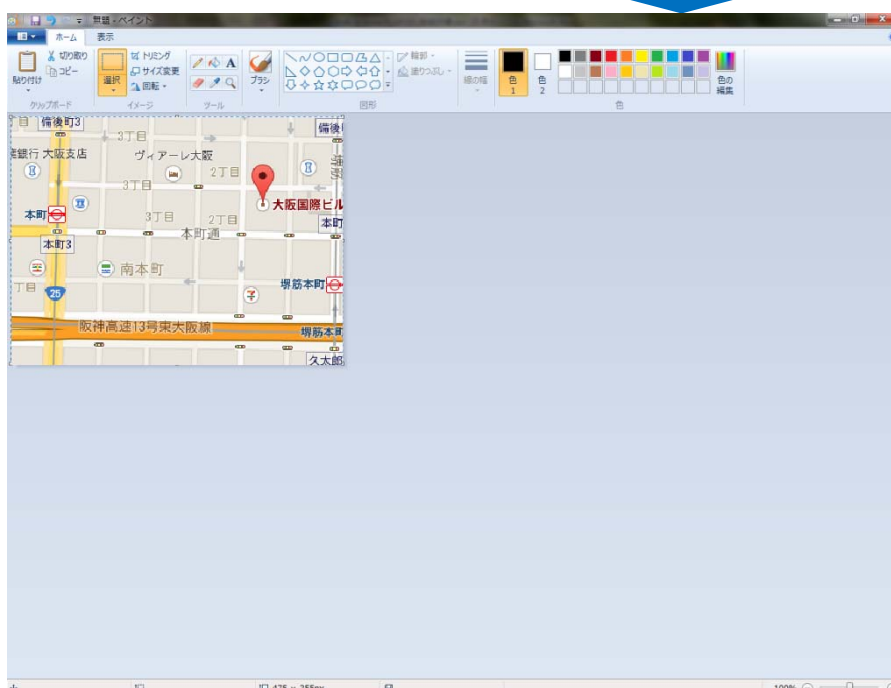 無題 - ペイント
ホーム 表示
貼り付け
切り取り
コピー
クリップボード
選択
トリミング
サイズ変更
回転
イメージ
A
ツール
ブラシ
図形
輪郭
塗りつぶし
線の幅
色
1
色
2
色の
編集
色
丁目
備後町3
3丁目
備後
銀行 大阪支店
ヴィアーレ大阪
2丁目
3丁目
大阪国際ビル
本町
3丁目
2丁目
本町
本町通
本町3
南本町
堺筋本町
丁目
25
阪神高速13号東大阪線
堺筋本町
久太郎
100%